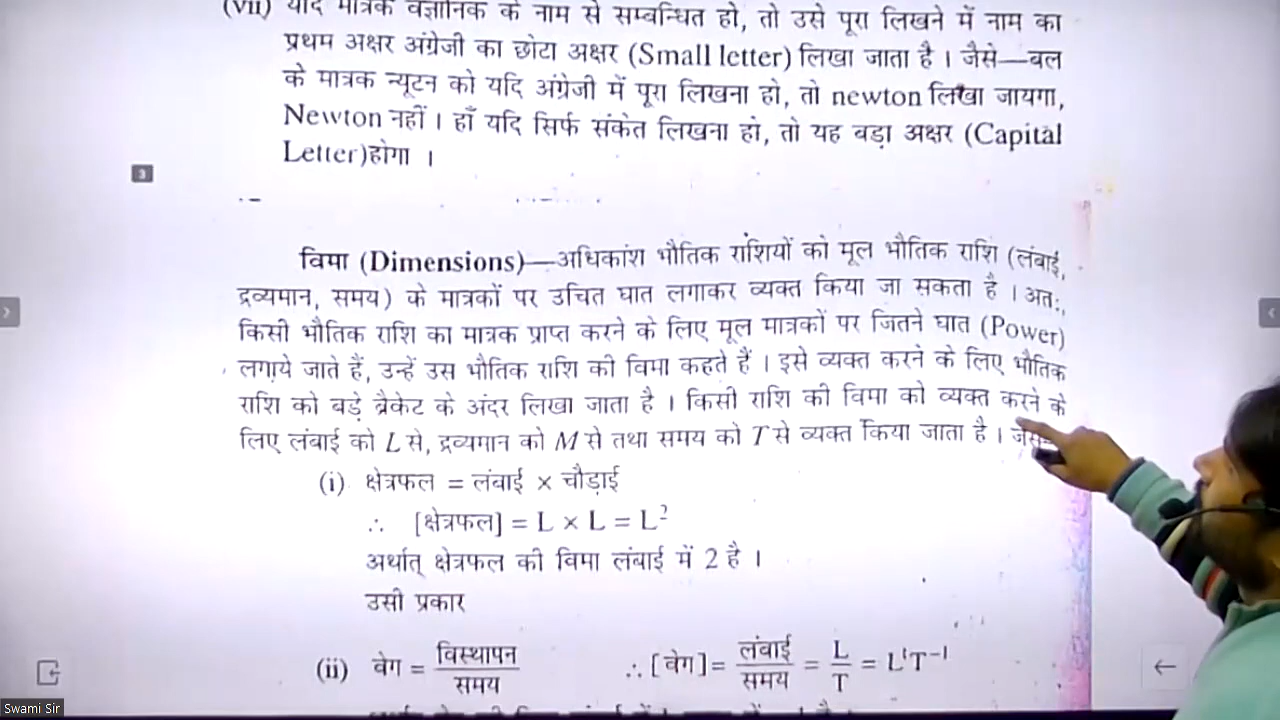 (vii) यदि मात्रक वैज्ञानिक के नाम से सम्बन्धित हो, तो उसे पूरा लिखने में नाम का
प्रथम अक्षर अंग्रेजी का छोटा अक्षर (Small letter) लिखा जाता है । जैसे—बल
के मात्रक न्यूटन को यदि अंग्रेजी में पूरा लिखना हो, तो newton लिखा जायगा,
Newton नहीं । हाँ यदि सिर्फ संकेत लिखना हो, तो यह बड़ा अक्षर (Capital
Letter)होगा ।
3
विमा (Dimensions)—अधिकांश भौतिक राशियों को मूल भौतिक राशि (लंबाई,
द्रव्यमान, समय) के मात्रकों पर उचित घात लगाकर व्यक्त किया जा सकता है । अतः,
किसी भौतिक राशि का मात्रक प्राप्त करने के लिए मूल मात्रकों पर जितने घात (Power)
लगाये जाते हैं, उन्हें उस भौतिक राशि की विमा कहते हैं । इसे व्यक्त करने के लिए भौतिक
राशि को बड़े ब्रैकेट के अंदर लिखा जाता है । किसी राशि की विमा को व्यक्त करने के
लिए लंबाई को L से, द्रव्यमान को M से तथा समय को T से व्यक्त किया जाता है ।
(i) क्षेत्रफल = लंबाई × चौड़ाई
∴ [क्षेत्रफल] = L × L = L²
अर्थात् क्षेत्रफल की विमा लंबाई में 2 है ।
उसी प्रकार
(ii) वेग = विस्थापन/समय ∴ [वेग] = लंबाई/समय = L/T = L¹T⁻¹
Swami Sir